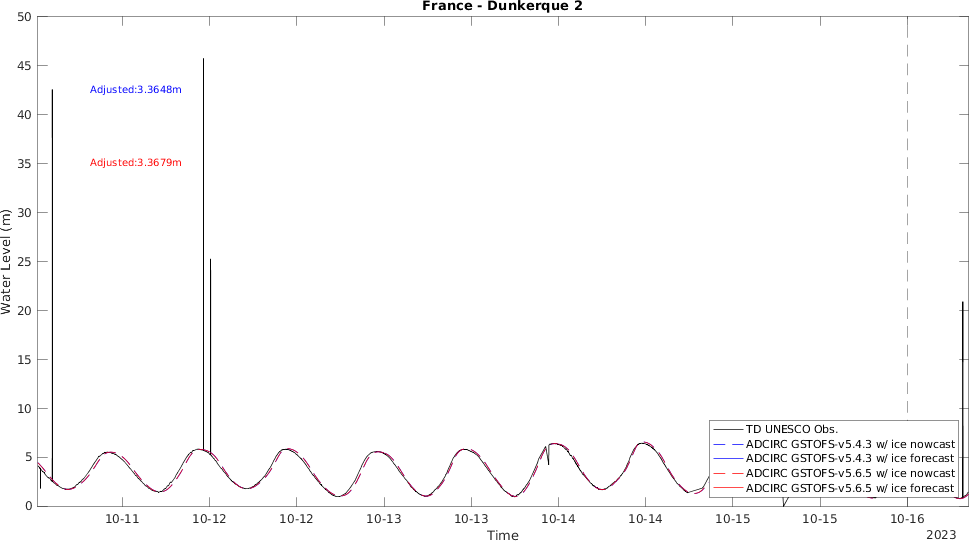 France - Dunkerque 2
50
45
40
35
30
25
20
15
10
5
0
Water Level (m)
Adjusted:3.3648m
Adjusted:3.3679m
TD UNESCO Obs.
ADCIRC GSTOFS-v5.4.3 w/ ice nowcast
ADCIRC GSTOFS-v5.4.3 w/ ice forecast
ADCIRC GSTOFS-v5.6.5 w/ ice nowcast
ADCIRC GSTOFS-v5.6.5 w/ ice forecast
10-11 10-12 10-12 10-13 10-13 10-14 10-14 10-15 10-15 10-16
Time
2023